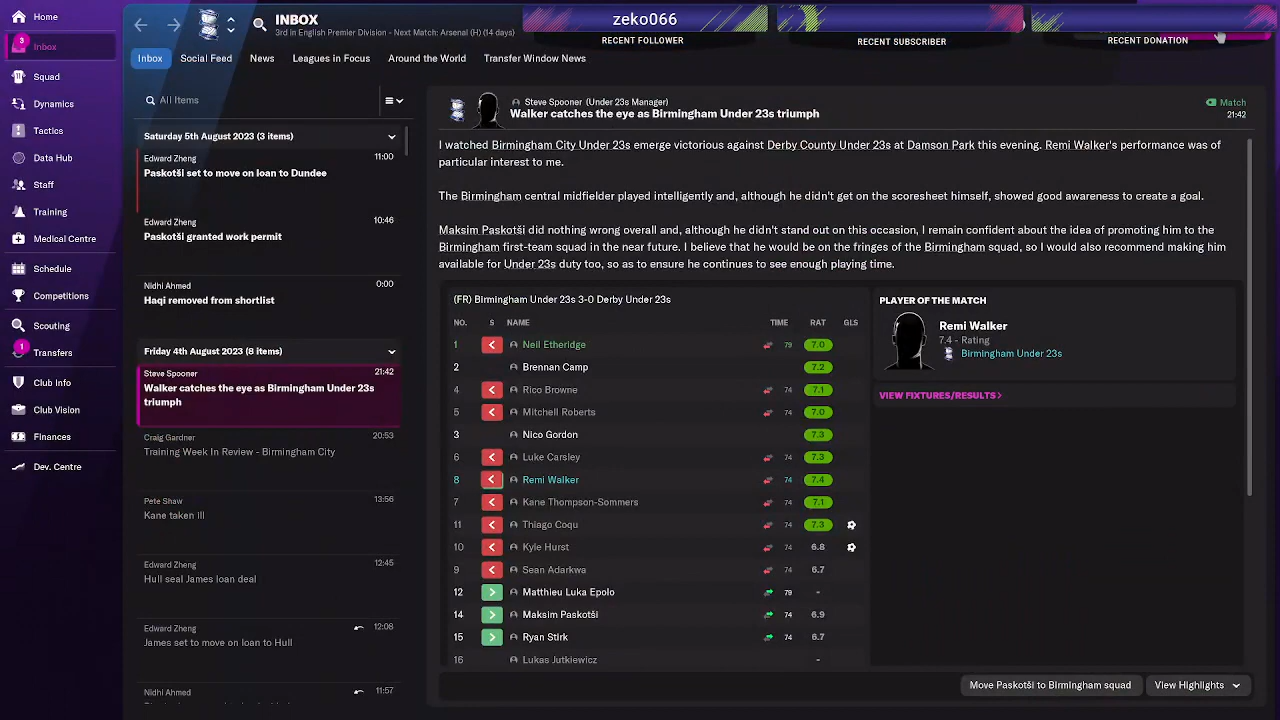 Home
3
Inbox
Squad
Dynamics
Tactics
Data Hub
Staff
Training
Medical Centre
Schedule
Competitions
Scouting
1
Transfers
Club Info
Club Vision
Finances
Dev. Centre
INBOX
3rd in English Premier Division - Next Match: Arsenal (H) (14 days)
zeko066
RECENT FOLLOWER
RECENT SUBSCRIBER
RECENT DONATION
Inbox
Social Feed
News
Leagues in Focus
Around the World
Transfer Window News
All Items
Saturday 5th August 2023 (3 items)
Edward Zheng 11:00
Paskotši set to move on loan to Dundee
Edward Zheng 10:46
Paskotši granted work permit
Nidhi Ahmed 0:00
Haqi removed from shortlist
Friday 4th August 2023 (8 items)
Steve Spooner 21:42
Walker catches the eye as Birmingham Under 23s
triumph
Craig Gardner 20:53
Training Week In Review - Birmingham City
Pete Shaw 13:56
Kane taken ill
Edward Zheng 12:45
Hull seal James loan deal
Edward Zheng 12:08
James set to move on loan to Hull
Nidhi Ahmed 11:57
Steve Spooner (Under 23s Manager)
Walker catches the eye as Birmingham Under 23s triumph
Match
21:42
I watched Birmingham City Under 23s emerge victorious against Derby County Under 23s at Damson Park this evening. Remi Walker's performance was of
particular interest to me.
The Birmingham central midfielder played intelligently and, although he didn't get on the scoresheet himself, showed good awareness to create a goal.
Maksim Paskotši did nothing wrong overall and, although he didn't stand out on this occasion, I remain confident about the idea of promoting him to the
Birmingham first-team squad in the near future. I believe that he would be on the fringes of the Birmingham squad, so I would also recommend making him
available for Under 23s duty too, so as to ensure he continues to see enough playing time.
(FR) Birmingham Under 23s 3-0 Derby Under 23s
NO. S NAME TIME RAT GLS
1 Neil Etheridge 79 7.0
2 Brennan Camp 7.2
4 Rico Browne 74 7.1
5 Mitchell Roberts 74 7.0
3 Nico Gordon 7.3
6 Luke Carsley 74 7.3
8 Remi Walker 74 7.4
7 Kane Thompson-Sommers 74 7.1
11 Thiago Coqu 74 7.3
10 Kyle Hurst 74 6.8
9 Sean Adarkwa 74 6.7
12 Matthieu Luka Epolo 79 -
14 Maksim Paskotši 74 6.9
15 Ryan Stirk 74 6.7
16 Lukas Jutkiewicz -
PLAYER OF THE MATCH
Remi Walker
7.4 - Rating
Birmingham Under 23s
VIEW FIXTURES/RESULTS >
Move Paskotši to Birmingham squad
View Highlights